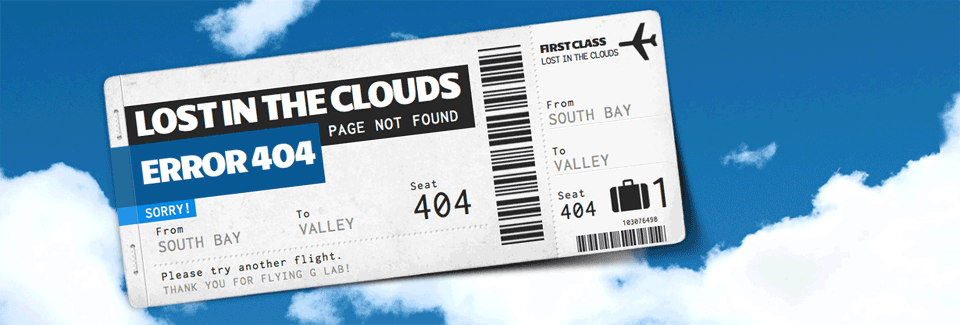 LOST IN THE CLOUDS
PAGE NOT FOUND
ERROR 404
SORRY!
From
SOUTH BAY
To
VALLEY
Seat
404
Please try another flight.
THANK YOU FOR FLYING G LAB!
FIRST CLASS
LOST IN THE CLOUDS
From
SOUTH BAY
To
VALLEY
Seat
404
1
103076498